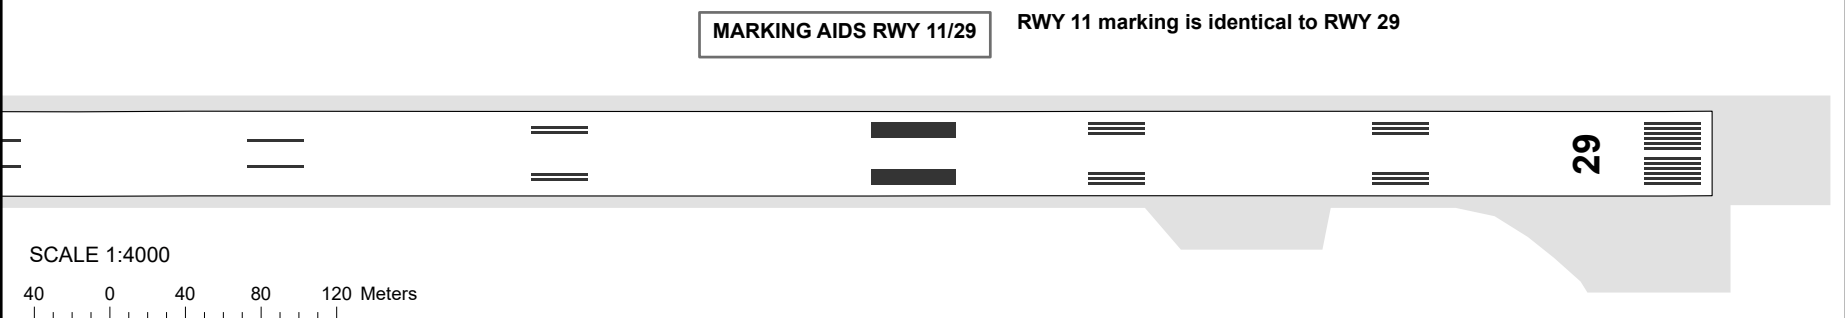 MARKING AIDS RWY 11/29
RWY 11 marking is identical to RWY 29
29
SCALE 1:4000
40 0 40 80 120 Meters